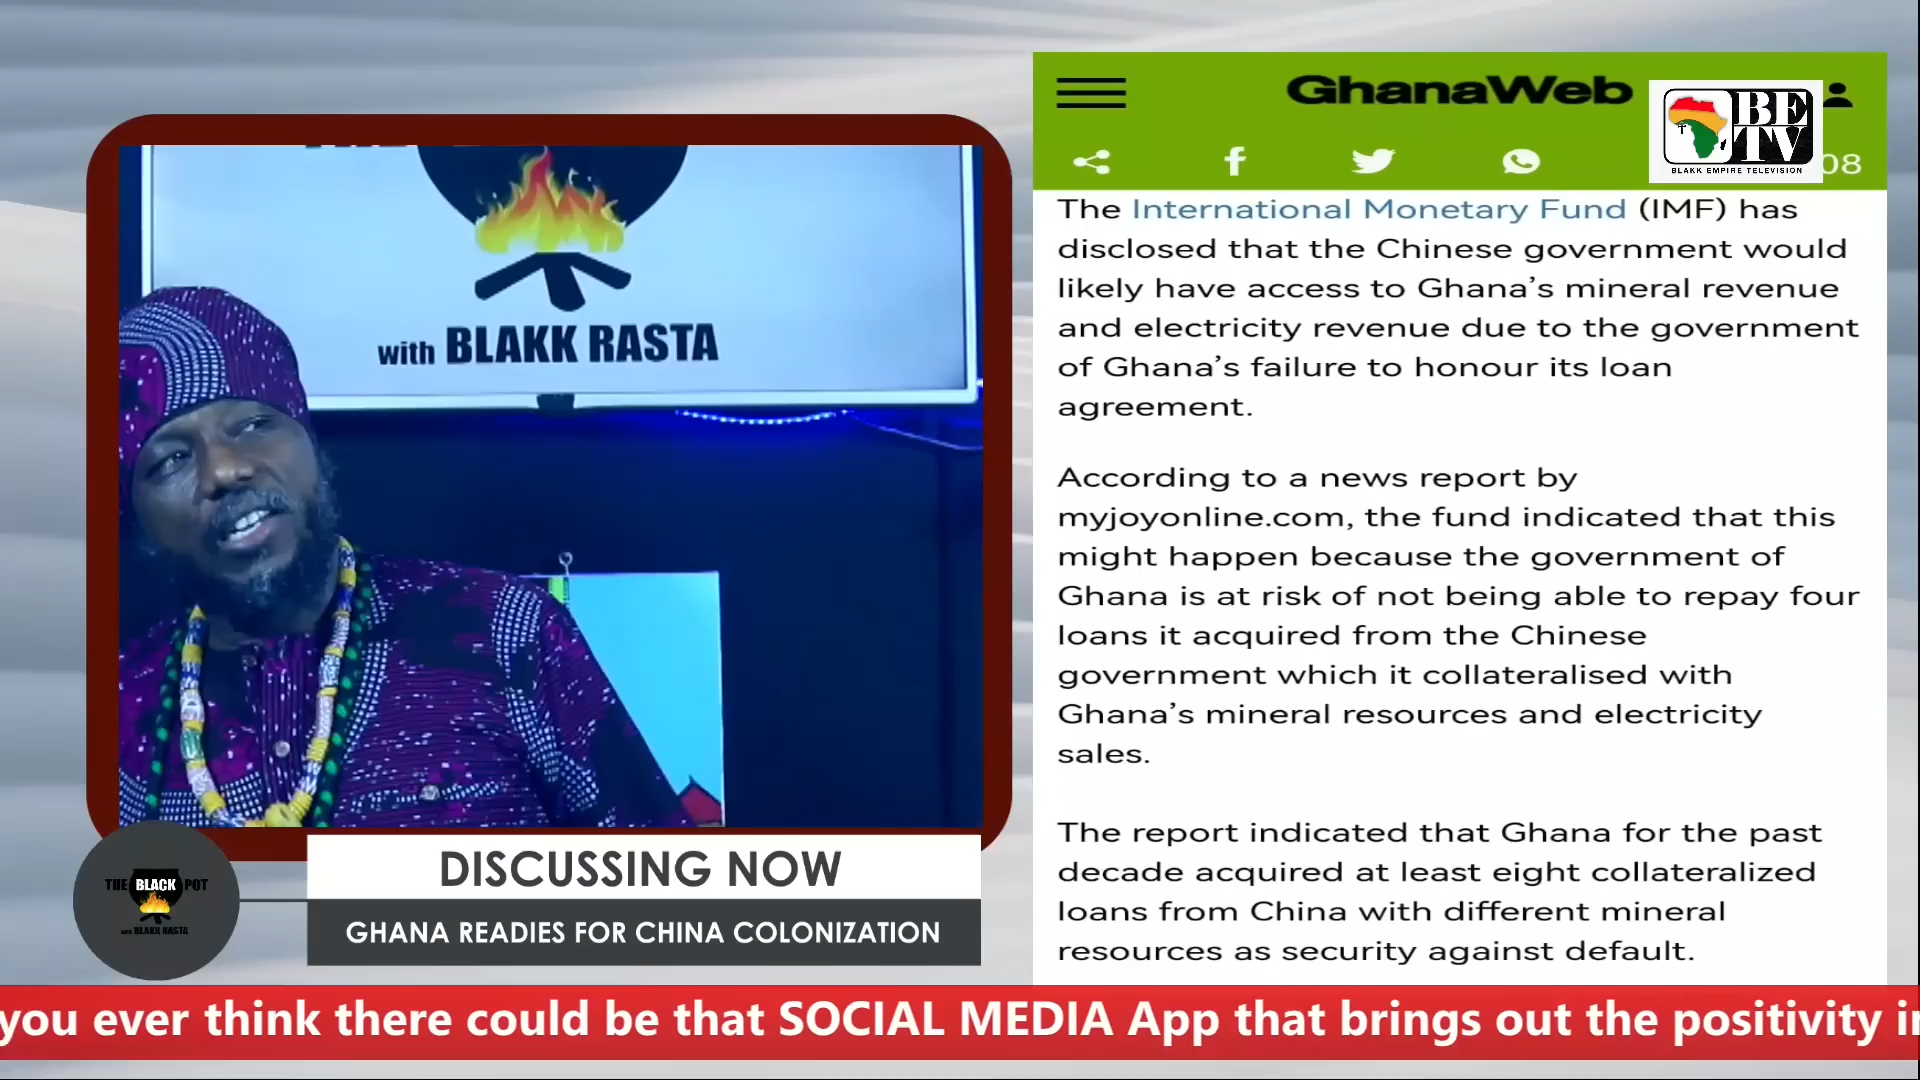 with BLAKK RASTA
THE BLACK POT
with BLAKK RASTA
DISCUSSING NOW
GHANA READIES FOR CHINA COLONIZATION
GhanaWeb
BE
TV
BLAKK EMPIRE TELEVISION
08
The International Monetary Fund (IMF) has
disclosed that the Chinese government would
likely have access to Ghana’s mineral revenue
and electricity revenue due to the government
of Ghana’s failure to honour its loan
agreement.
According to a news report by
myjoyonline.com, the fund indicated that this
might happen because the government of
Ghana is at risk of not being able to repay four
loans it acquired from the Chinese
government which it collateralised with
Ghana’s mineral resources and electricity
sales.
The report indicated that Ghana for the past
decade acquired at least eight collateralized
loans from China with different mineral
resources as security against default.
you ever think there could be that SOCIAL MEDIA App that brings out the positivity in